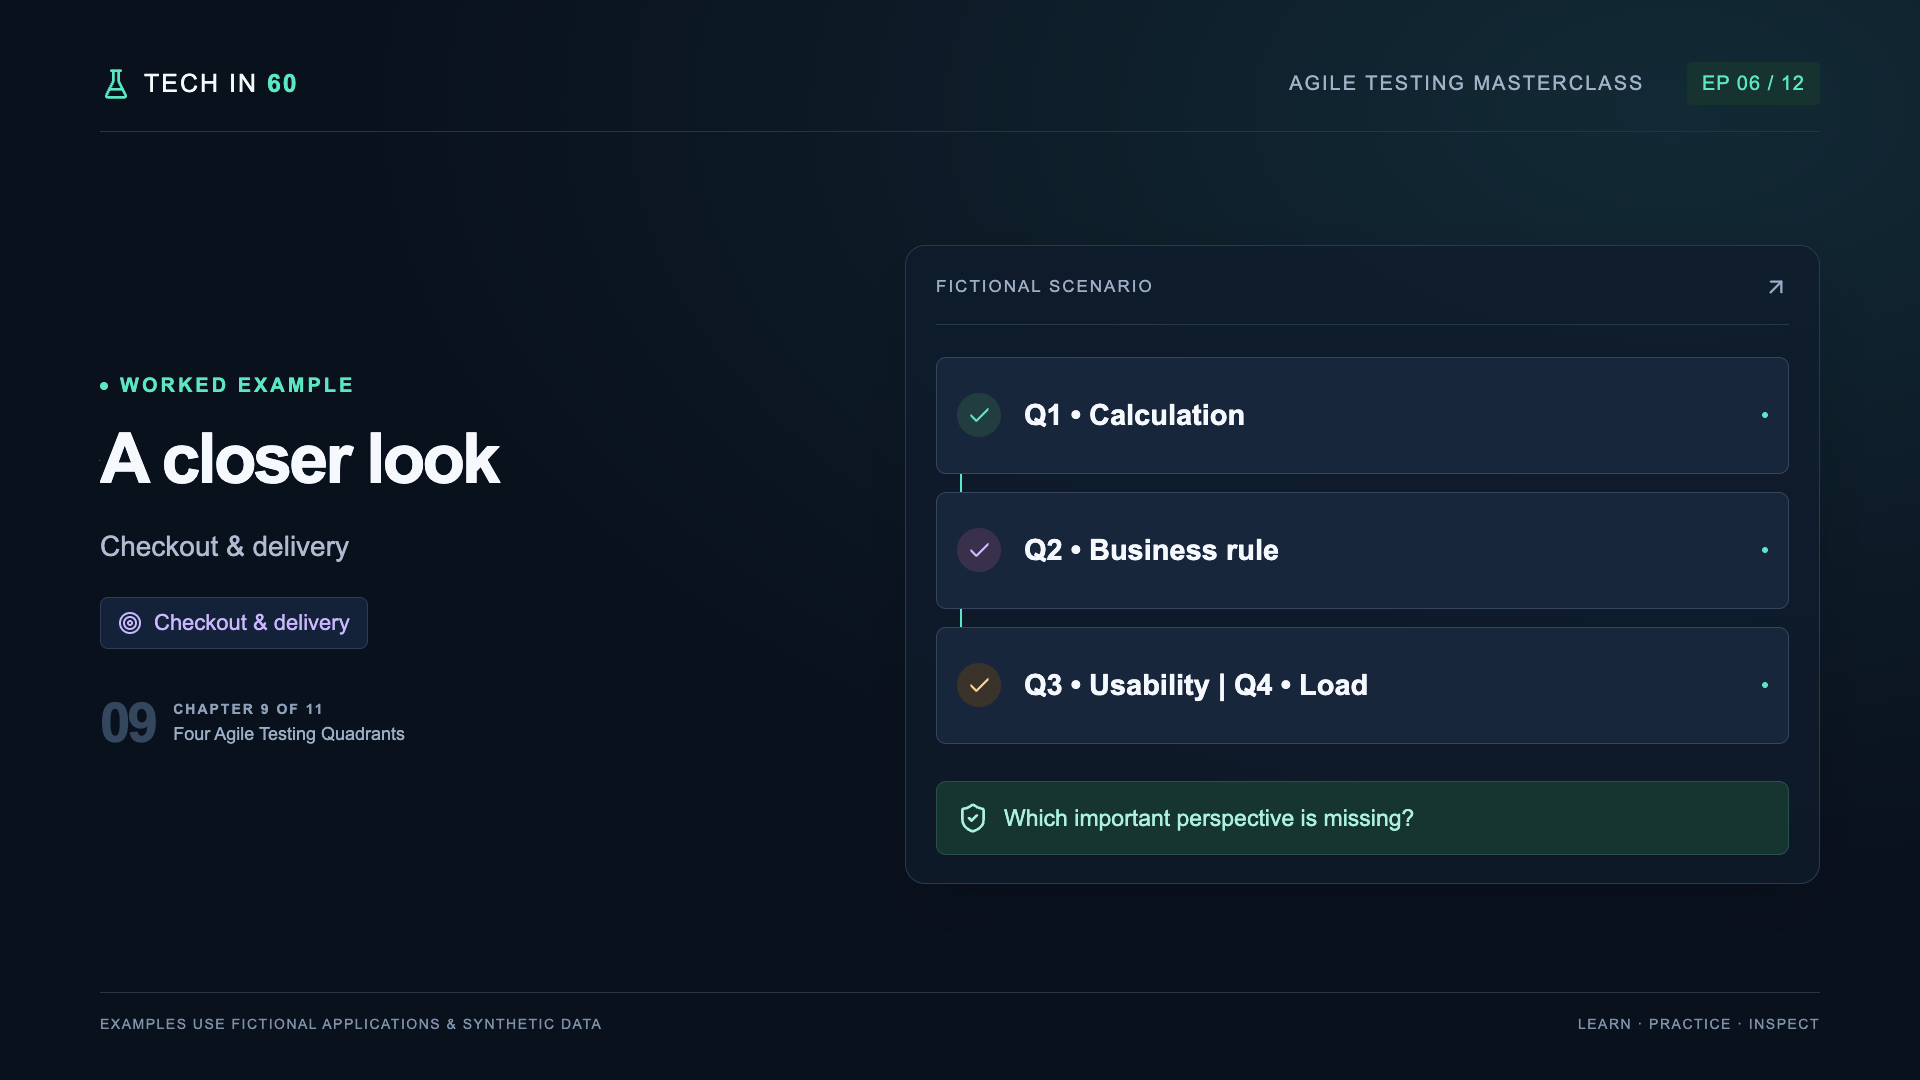 TECH IN 60
AGILE TESTING MASTERCLASS
EP 06 / 12
• WORKED EXAMPLE
A closer look
Checkout & delivery
Checkout & delivery
09
CHAPTER 9 OF 11
Four Agile Testing Quadrants
FICTIONAL SCENARIO
Q1 • Calculation
Q2 • Business rule
Q3 • Usability | Q4 • Load
Which important perspective is missing?
EXAMPLES USE FICTIONAL APPLICATIONS & SYNTHETIC DATA
LEARN · PRACTICE · INSPECT